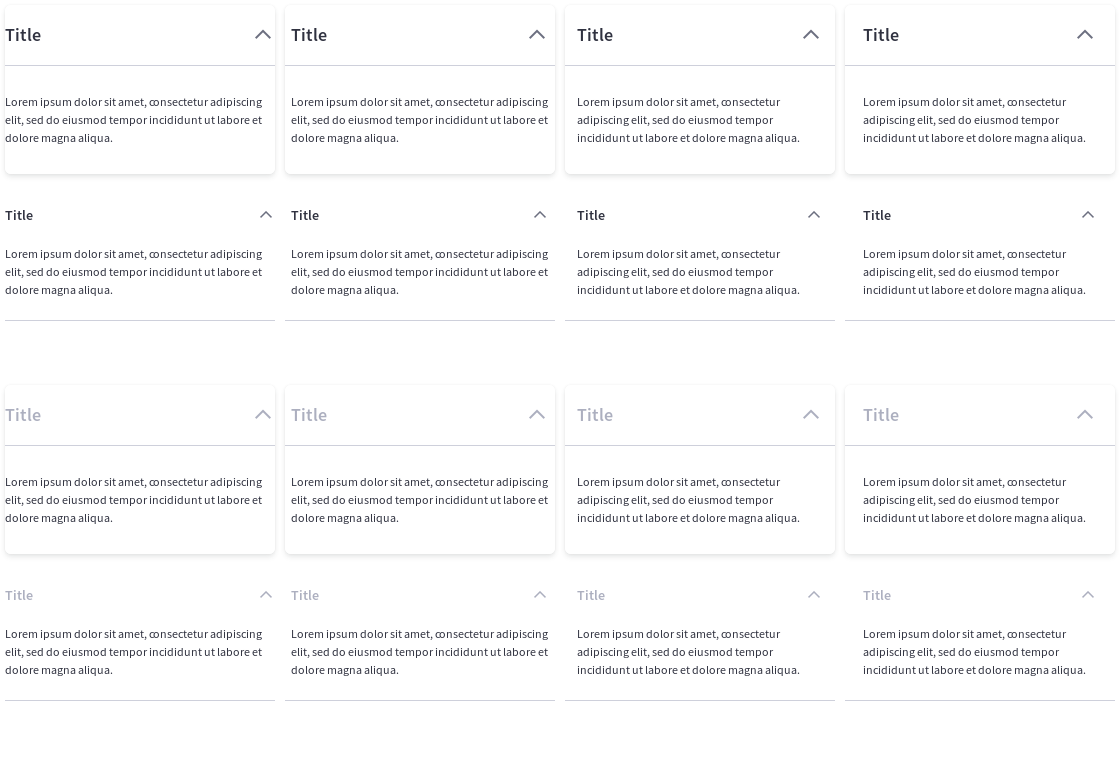 Title
Lorem ipsum dolor sit amet, consectetur adipiscing
elit, sed do eiusmod tempor incididunt ut labore et
dolore magna aliqua.
Title
Lorem ipsum dolor sit amet, consectetur adipiscing
elit, sed do eiusmod tempor incididunt ut labore et
dolore magna aliqua.
Title
Lorem ipsum dolor sit amet, consectetur
adipiscing elit, sed do eiusmod tempor
incididunt ut labore et dolore magna aliqua.
Title
Lorem ipsum dolor sit amet, consectetur
adipiscing elit, sed do eiusmod tempor
incididunt ut labore et dolore magna aliqua.
Title
Lorem ipsum dolor sit amet, consectetur adipiscing
elit, sed do eiusmod tempor incididunt ut labore et
dolore magna aliqua.
Title
Lorem ipsum dolor sit amet, consectetur adipiscing
elit, sed do eiusmod tempor incididunt ut labore et
dolore magna aliqua.
Title
Lorem ipsum dolor sit amet, consectetur
adipiscing elit, sed do eiusmod tempor
incididunt ut labore et dolore magna aliqua.
Title
Lorem ipsum dolor sit amet, consectetur
adipiscing elit, sed do eiusmod tempor
incididunt ut labore et dolore magna aliqua.
Title
Lorem ipsum dolor sit amet, consectetur adipiscing
elit, sed do eiusmod tempor incididunt ut labore et
dolore magna aliqua.
Title
Lorem ipsum dolor sit amet, consectetur adipiscing
elit, sed do eiusmod tempor incididunt ut labore et
dolore magna aliqua.
Title
Lorem ipsum dolor sit amet, consectetur
adipiscing elit, sed do eiusmod tempor
incididunt ut labore et dolore magna aliqua.
Title
Lorem ipsum dolor sit amet, consectetur
adipiscing elit, sed do eiusmod tempor
incididunt ut labore et dolore magna aliqua.
Title
Lorem ipsum dolor sit amet, consectetur adipiscing
elit, sed do eiusmod tempor incididunt ut labore et
dolore magna aliqua.
Title
Lorem ipsum dolor sit amet, consectetur adipiscing
elit, sed do eiusmod tempor incididunt ut labore et
dolore magna aliqua.
Title
Lorem ipsum dolor sit amet, consectetur
adipiscing elit, sed do eiusmod tempor
incididunt ut labore et dolore magna aliqua.
Title
Lorem ipsum dolor sit amet, consectetur
adipiscing elit, sed do eiusmod tempor
incididunt ut labore et dolore magna aliqua.